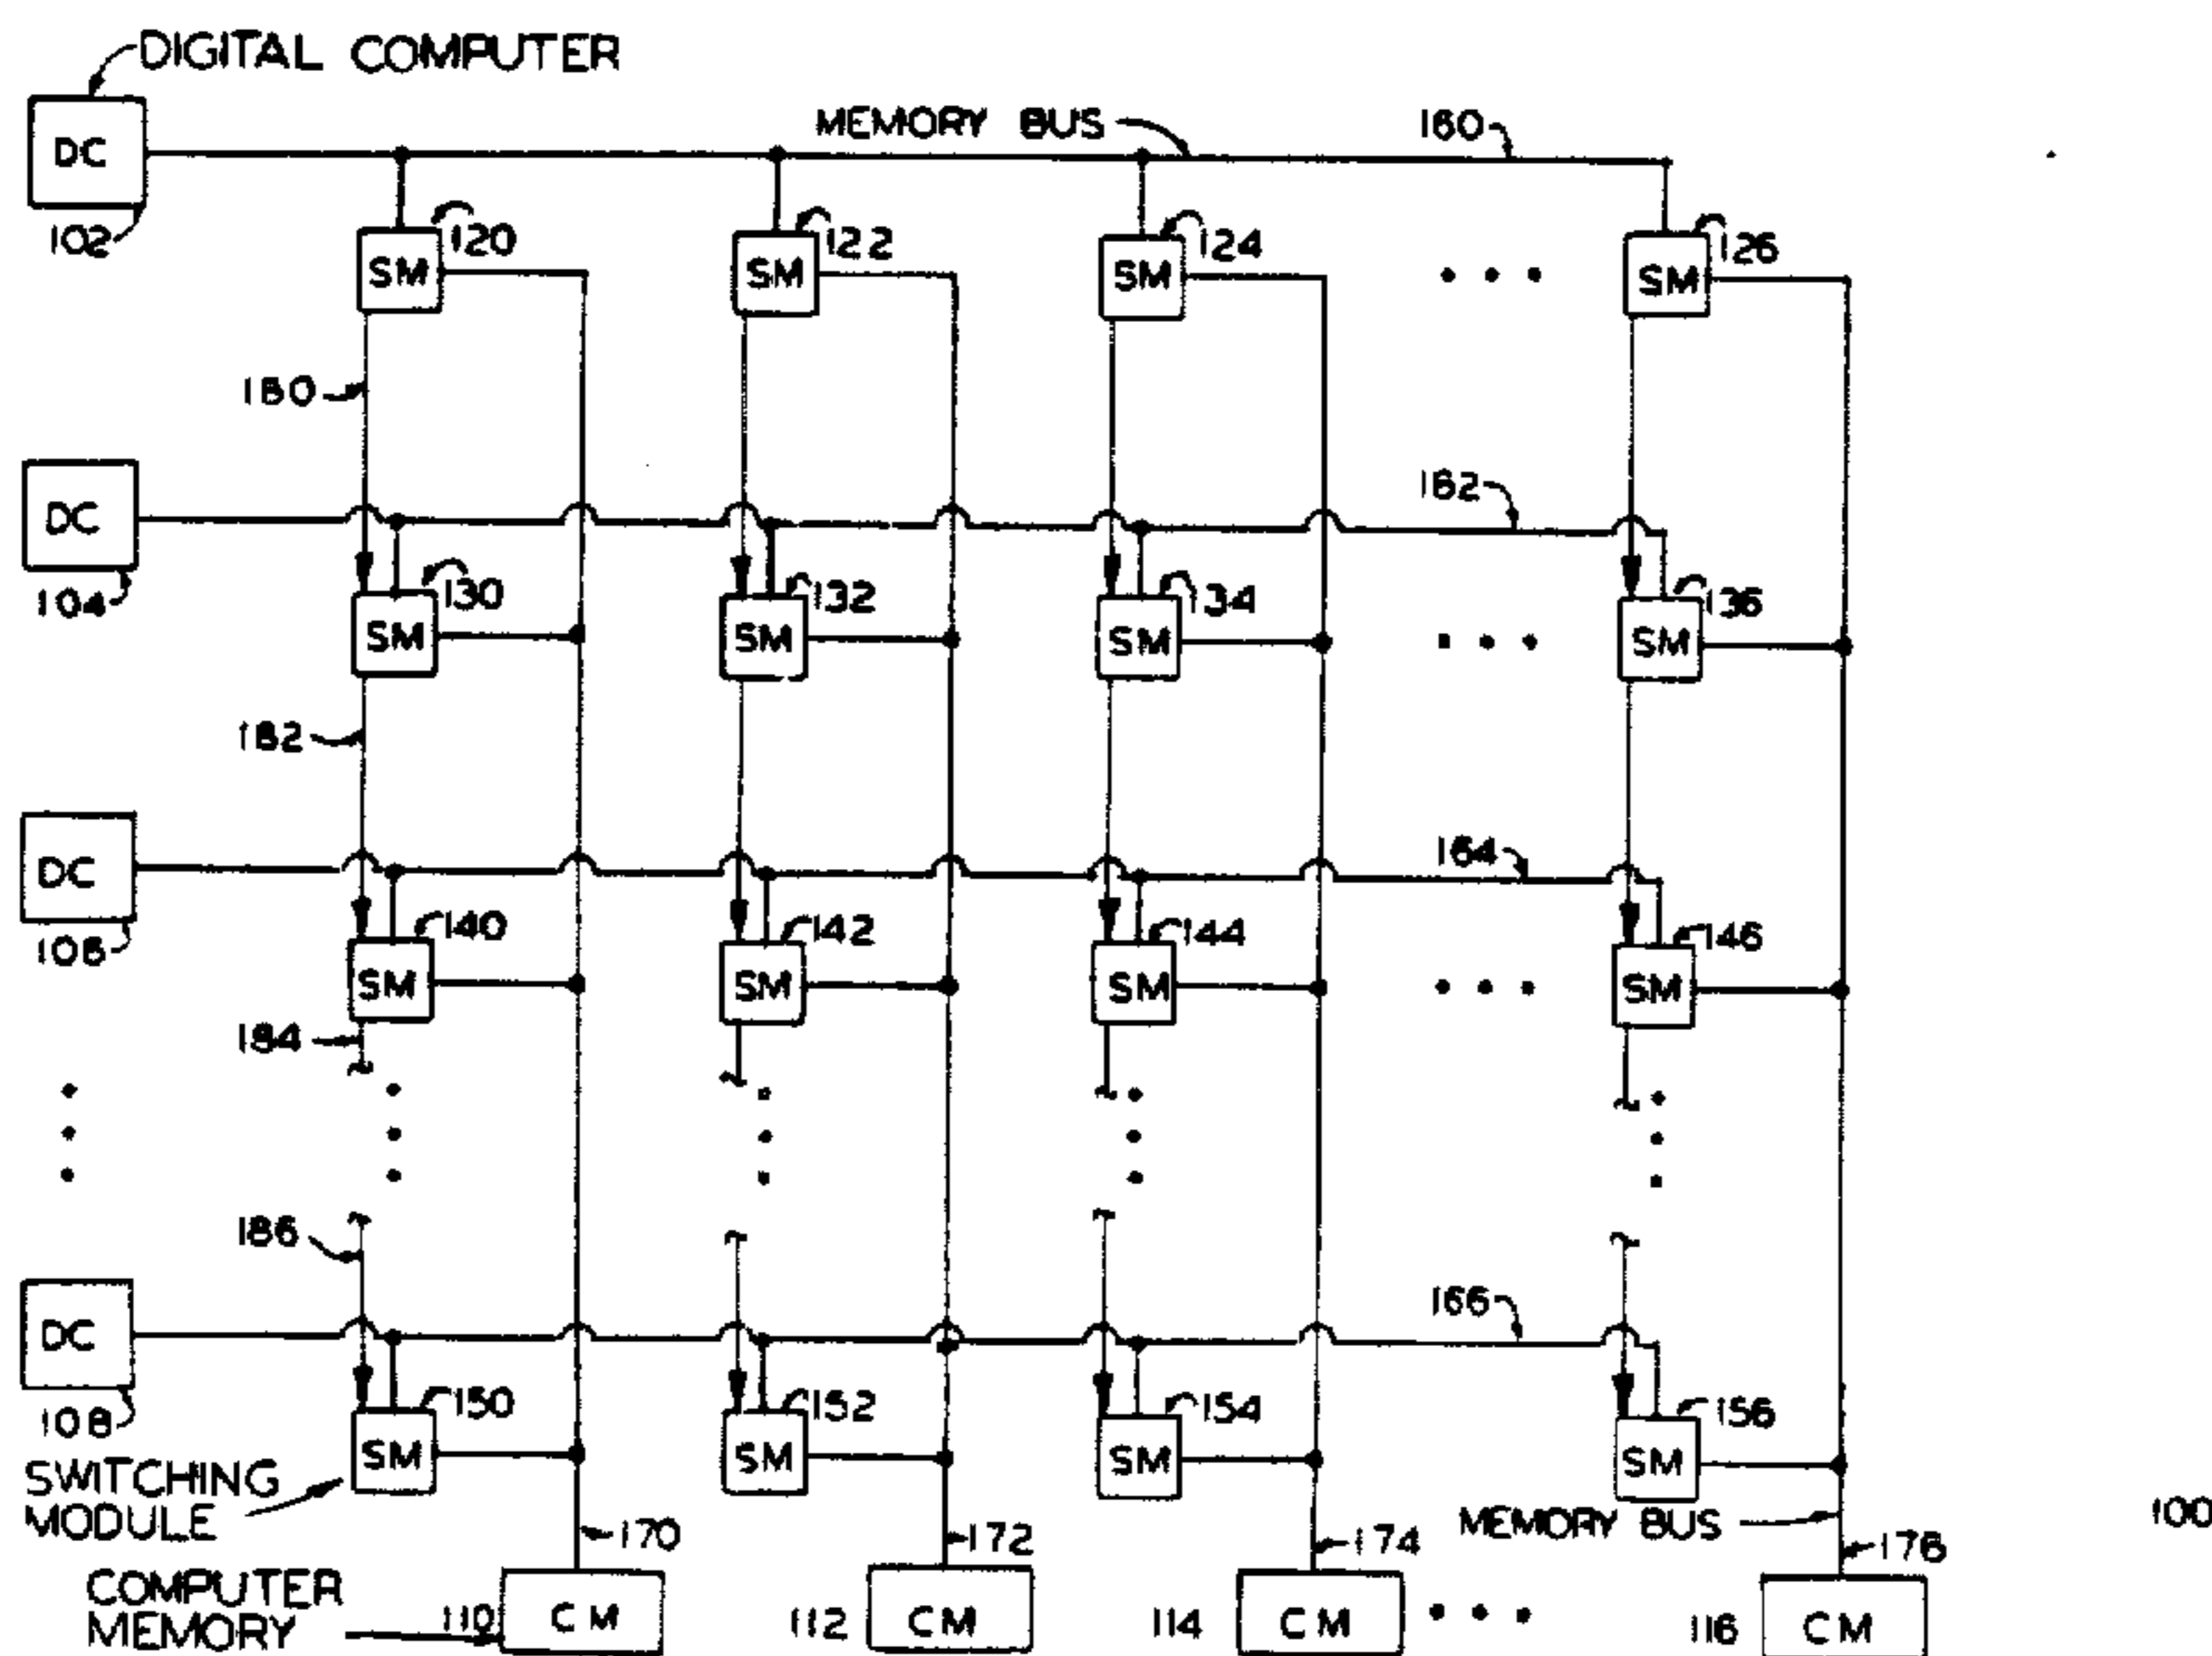 DIGITAL COMPUTER
MEMORY BUS
160
DC
102
120
122
124
126
SM
SM
SM
SM
180
162
DC
104
130
132
134
136
SM
SM
SM
SM
182
164
DC
106
140
142
144
146
SM
SM
SM
SM
184
186
166
DC
108
150
152
154
156
SM
SM
SM
SM
SWITCHING
MODULE
MEMORY BUS
100
170
172
174
176
COMPUTER
MEMORY
110
CM
112
CM
114
CM
116
CM